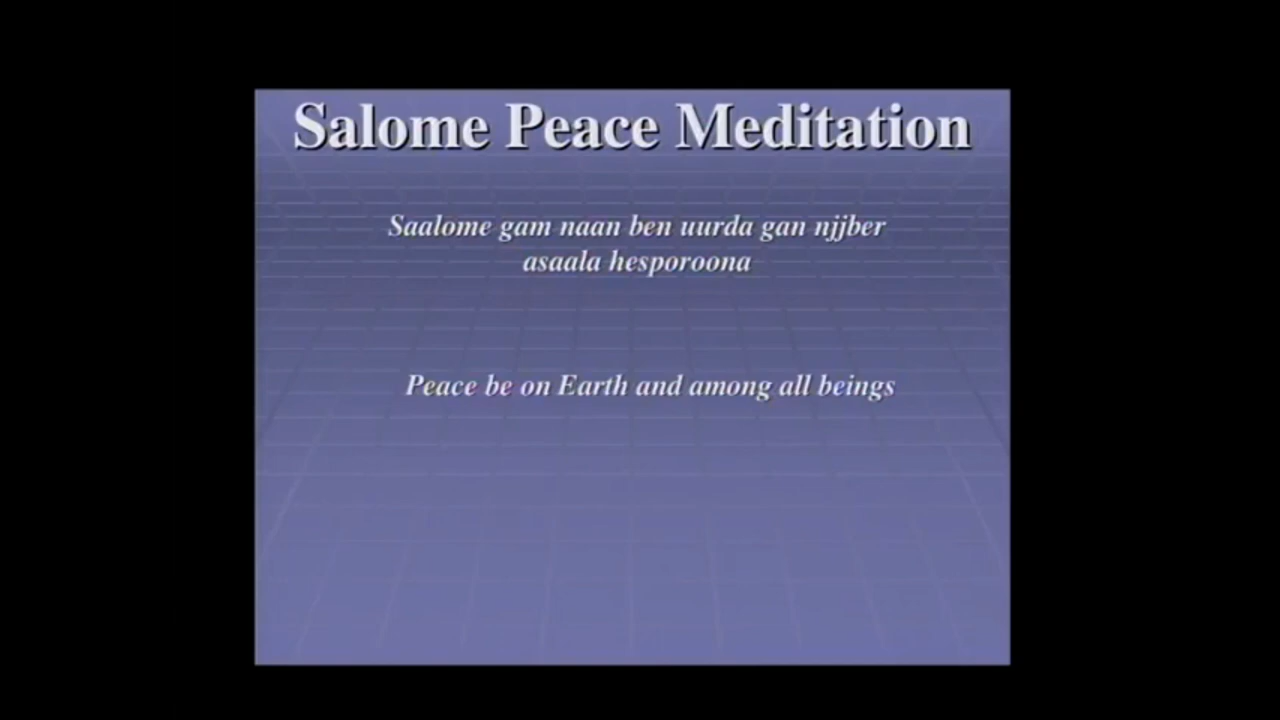 Salome Peace Meditation
Saalome gam naan ben uurda gan njjber
asaala hesporoona
Peace be on Earth and among all beings